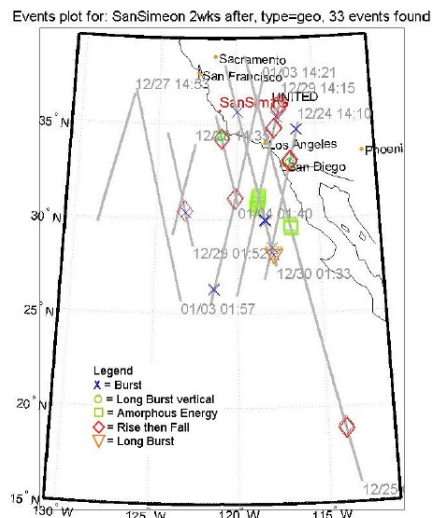 Events plot for: SanSimeon 2wks after, type=geo, 33 events found
Sacramento
01/03 14:21
12/27 14:53
San Francisco
12/29 14:15
UNITED
SanSim
12/24 14:10
35°N
Los Angeles
Phoeni
San Diego
30°N
01/04 01:40
12/29 01:52
12/30 01:33
01/03 01:57
25°N
Legend
= Burst
= Long Burst vertical
= Amorphous Energy
= Rise then Fall
= Long Burst
20°N
12/25
15°N
130°W
125°W
120°W
115°W